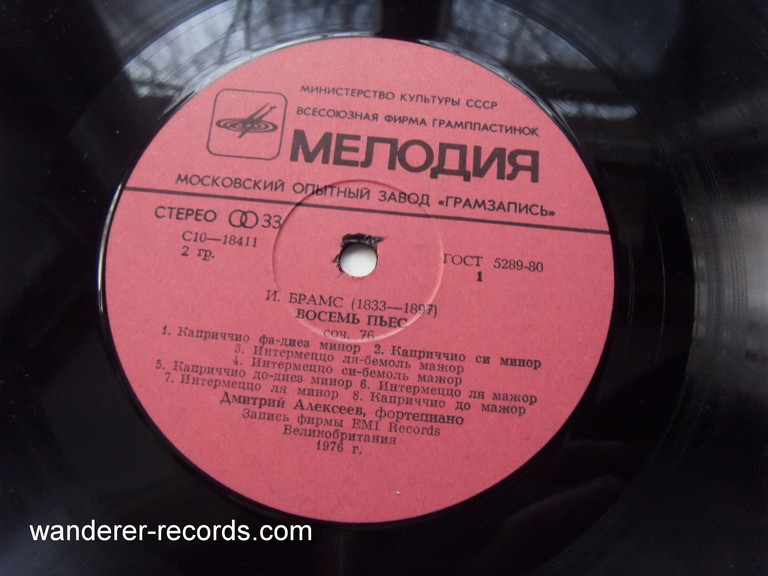 МИНИСТЕРСТВО КУЛЬТУРЫ СССР
ВСЕСОЮЗНАЯ ФИРМА ГРАМПЛАСТИНОК
МЕЛОДИЯ
МОСКОВСКИЙ ОПЫТНЫЙ ЗАВОД «ГРАМЗАПИСЬ»
СТЕРЕО 33
С10—18411
2 гр.
ГОСТ 5289-80
1
И. БРАМС (1833—1897)
ВОСЕМЬ ПЬЕС
соч. 76
1. Каприччио фа-диез минор 2. Каприччио си минор
3. Интермеццо ля-бемоль мажор
4. Интермеццо си-бемоль мажор
5. Каприччио до-диез минор 6. Интермеццо ля мажор
7. Интермеццо ля минор 8. Каприччио до мажор
Дмитрий Алексеев, фортепиано
Запись фирмы EMI Records
Великобритания
1976 г.
wanderer-records.com